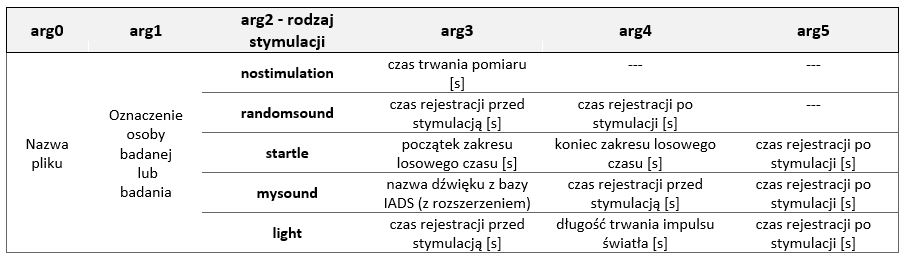 arg0
arg1
arg2 - rodzaj
stymulacji
arg3
arg4
arg5
Nazwa
pliku
Oznaczenie
osoby
badanej
lub
badania
nostimulation
czas trwania pomiaru
[s]
---
---
randomsound
czas rejestracji przed
stymulacją [s]
czas rejestracji po
stymulacji [s]
---
startle
początek zakresu
losowego czasu [s]
koniec zakresu losowego
czasu [s]
czas rejestracji po
stymulacji [s]
mysound
nazwa dźwięku z bazy
IADS (z rozszerzeniem)
czas rejestracji przed
stymulacją [s]
czas rejestracji po
stymulacji [s]
light
czas rejestracji przed
stymulacją [s]
długość trwania impulsu
światła [s]
czas rejestracji po
stymulacji [s]